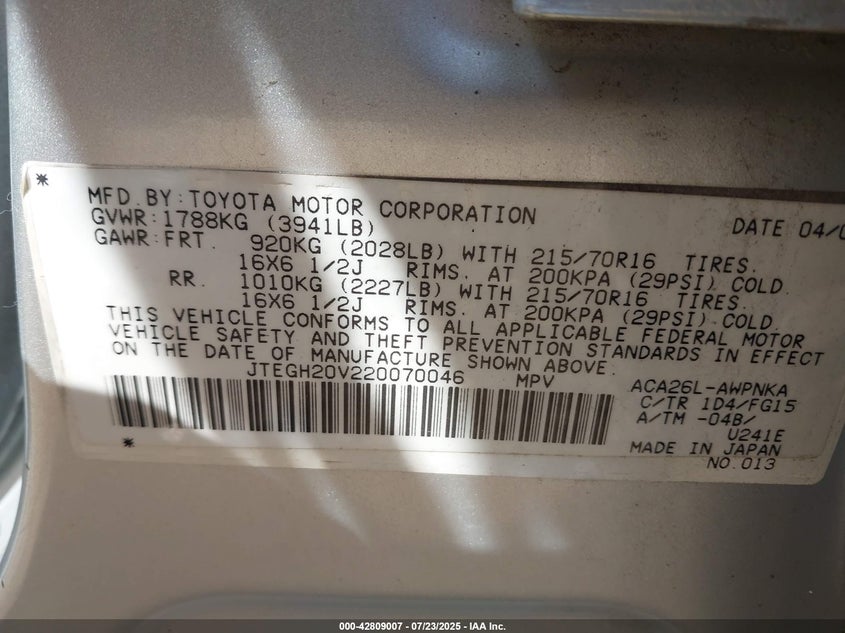 MFD. BY: TOYOTA MOTOR CORPORATION DATE 04/0
GVWR: 1788KG (3941LB)
GAWR: FRT. 920KG (2028LB) WITH 215/70R16 TIRES.
16X6 1/2J RIMS. AT 200KPA (29PSI) COLD.
RR. 1010KG (2227LB) WITH 215/70R16 TIRES.
16X6 1/2J RIMS. AT 200KPA (29PSI) COLD.
THIS VEHICLE CONFORMS TO ALL APPLICABLE FEDERAL MOTOR
VEHICLE SAFETY AND THEFT PREVENTION STANDARDS IN EFFECT
ON THE DATE OF MANUFACTURE SHOWN ABOVE.
JTEGH20V220070046 MPV
ACA26L-AWPNKA
C/TR 1D4/FG15
A/TM -04B/
U241E
MADE IN JAPAN
NO.013
000-42809007 - 07/23/2025 - IAA Inc.